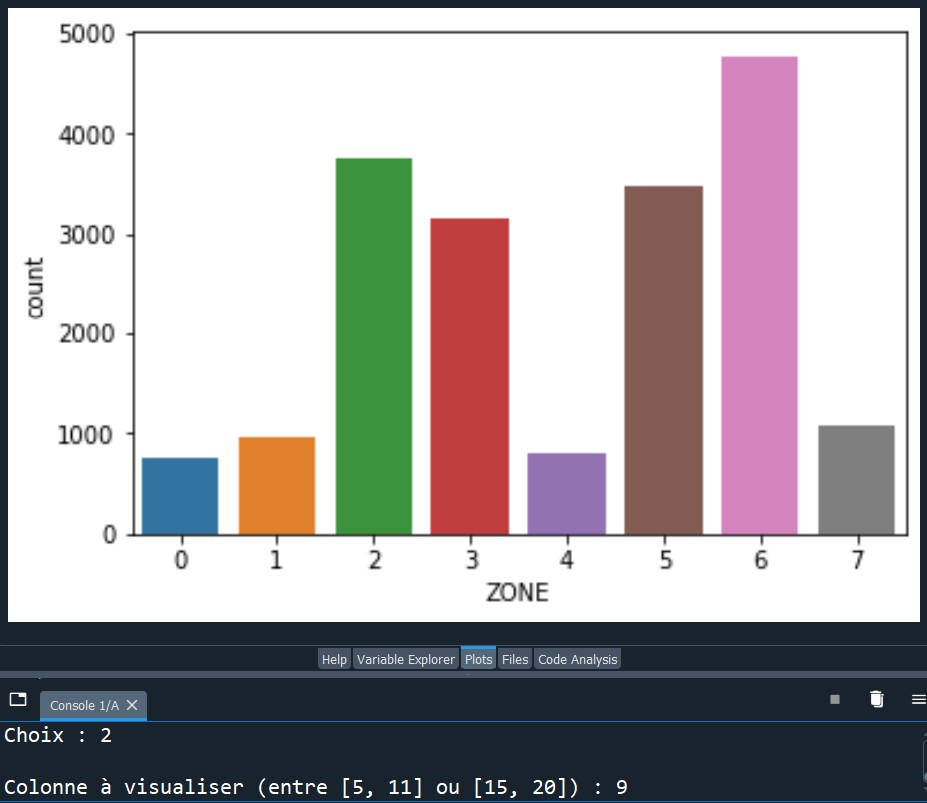 5000
4000
3000
2000
1000
0
count
0 1 2 3 4 5 6 7
ZONE
Help Variable Explorer Plots Files Code Analysis
Console 1/A
Choix : 2
Colonne à visualiser (entre [5, 11] ou [15, 20]) : 9